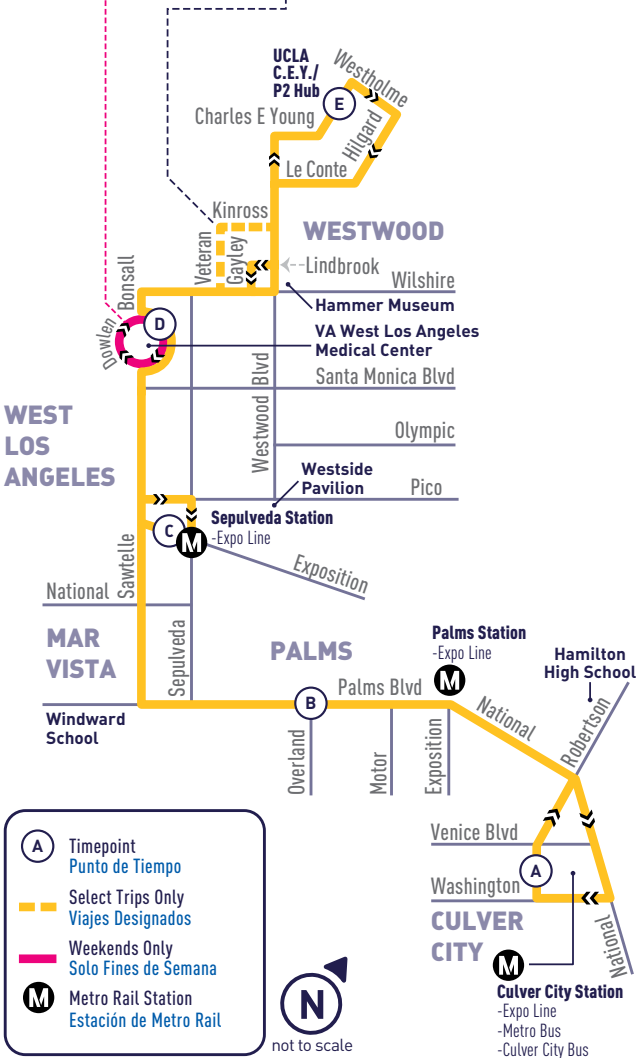 UCLA
C.E.Y./
P2 Hub
E
Westholme
Charles E Young
Hilgard
Le Conte
Kinross
WESTWOOD
Veteran
Gayley
Lindbrook
Bonsall
Wilshire
Hammer Museum
D
Dowlen
VA West Los Angeles
Medical Center
Westwood Blvd
Santa Monica Blvd
WEST
LOS
ANGELES
Olympic
Westside
Pavilion
Pico
C
M
Sepulveda Station
-Expo Line
Sawtelle
Exposition
National
MAR
VISTA
Sepulveda
PALMS
Palms Station
-Expo Line
M
Hamilton
High School
Windward
School
B
Palms Blvd
National
Robertson
Overland
Motor
Exposition
Venice Blvd
A
Washington
CULVER
CITY
National
M
Culver City Station
-Expo Line
-Metro Bus
-Culver City Bus
A
Timepoint
Punto de Tiempo
Select Trips Only
Viajes Designados
Weekends Only
Solo Fines de Semana
M
Metro Rail Station
Estación de Metro Rail
N
not to scale